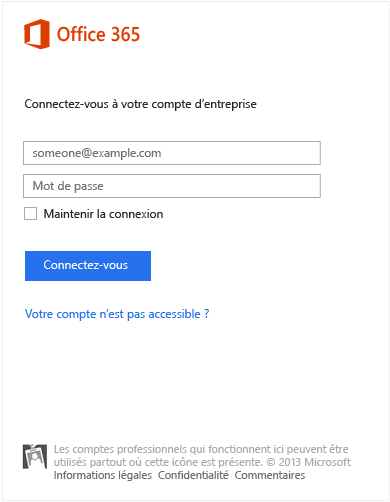 Office 365
Connectez-vous à votre compte d'entreprise
someone@example.com
Mot de passe
Maintenir la connexion
Connectez-vous
Votre compte n'est pas accessible ?
Les comptes professionnels qui fonctionnent ici peuvent être
utilisés partout où cette icône est présente. © 2013 Microsoft
Informations légales Confidentialité Commentaires